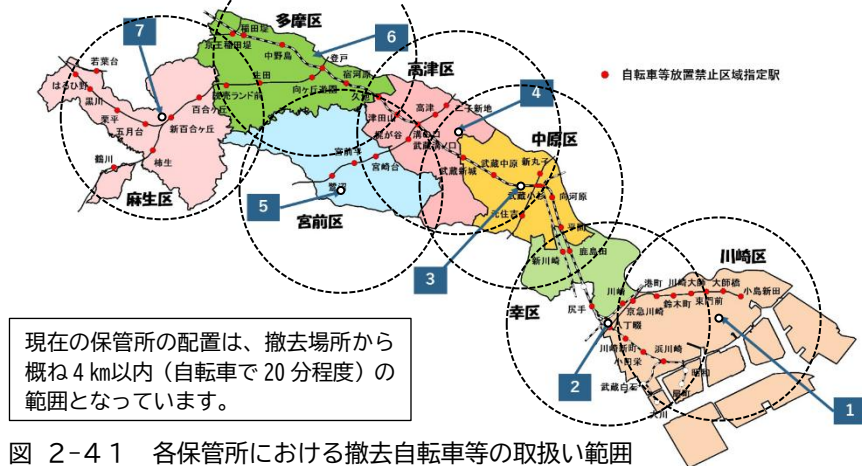 多摩区
7
6
稲田堤
京王稲田堤
中野島
登戸
若葉台
はるひ野
黒川
栗平
五月台
生田
宿河原
久地
高津区
● 自転車等放置禁止区域指定駅
読売ランド前
向ヶ丘遊園
百合ヶ丘
新百合ヶ丘
津田山
高津
二子新地
4
梶が谷
溝の口
武蔵溝ノ口
中原区
鶴川
柿生
宮前平
宮崎台
鷺沼
武蔵新城
武蔵中原
新丸子
麻生区
5
宮前区
武蔵小杉
向河原
元住吉
平間
3
川崎区
新川崎
鹿島田
港町
川崎大師
大師橋
川崎
小島新田
京急川崎
鈴木町
東門前
幸区
尻手
八丁畷
川崎新町
浜川崎
小田栄
昭和
扇町
武蔵白石
大川
2
1
現在の保管所の配置は、撤去場所から
概ね4㎞以内(自転車で20分程度)の
範囲となっています。
図 2-41 各保管所における撤去自転車等の取扱い範囲